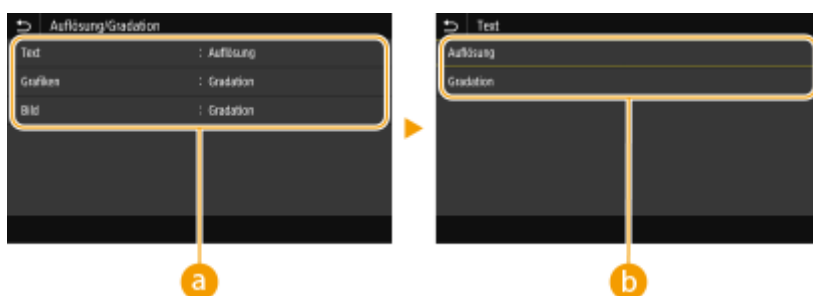 Auflösung/Gradation
Text : Auflösung
Grafiken : Gradation
Bild : Gradation
a
Text
Auflösung
Gradation
b